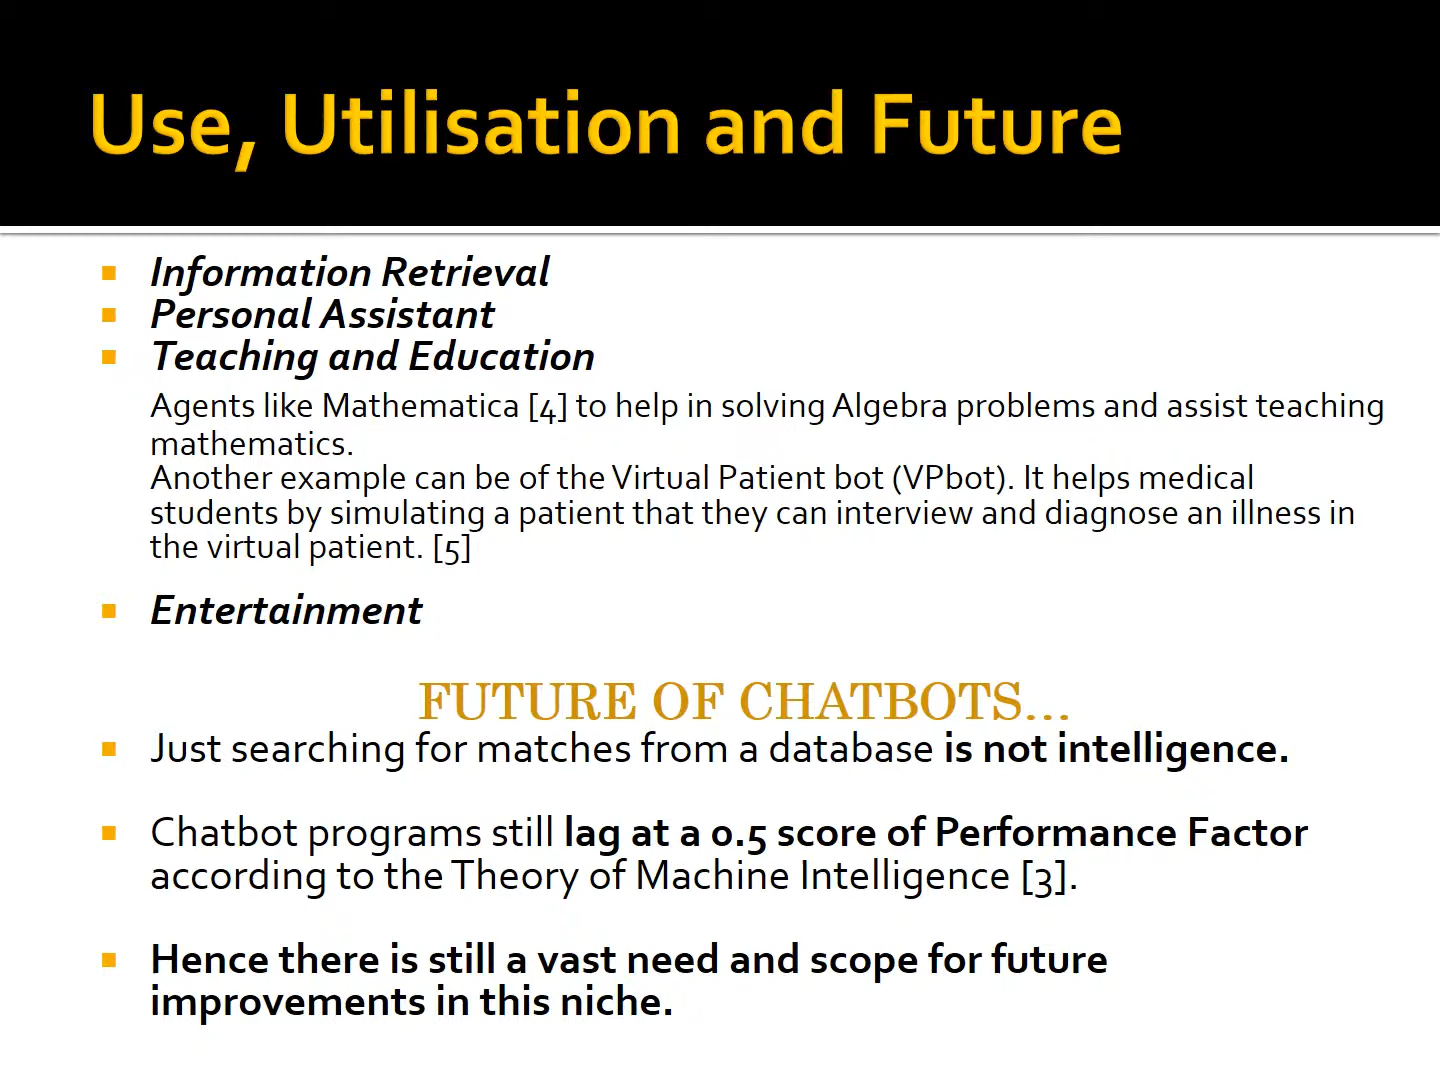 Use, Utilisation and Future
Information Retrieval
Personal Assistant
Teaching and Education
Agents like Mathematica [4] to help in solving Algebra problems and assist teaching
mathematics.
Another example can be of the Virtual Patient bot (VPbot). It helps medical
students by simulating a patient that they can interview and diagnose an illness in
the virtual patient. [5]
Entertainment
FUTURE OF CHATBOTS...
Just searching for matches from a database is not intelligence.
Chatbot programs still lag at a 0.5 score of Performance Factor
according to the Theory of Machine Intelligence [3].
Hence there is still a vast need and scope for future
improvements in this niche.